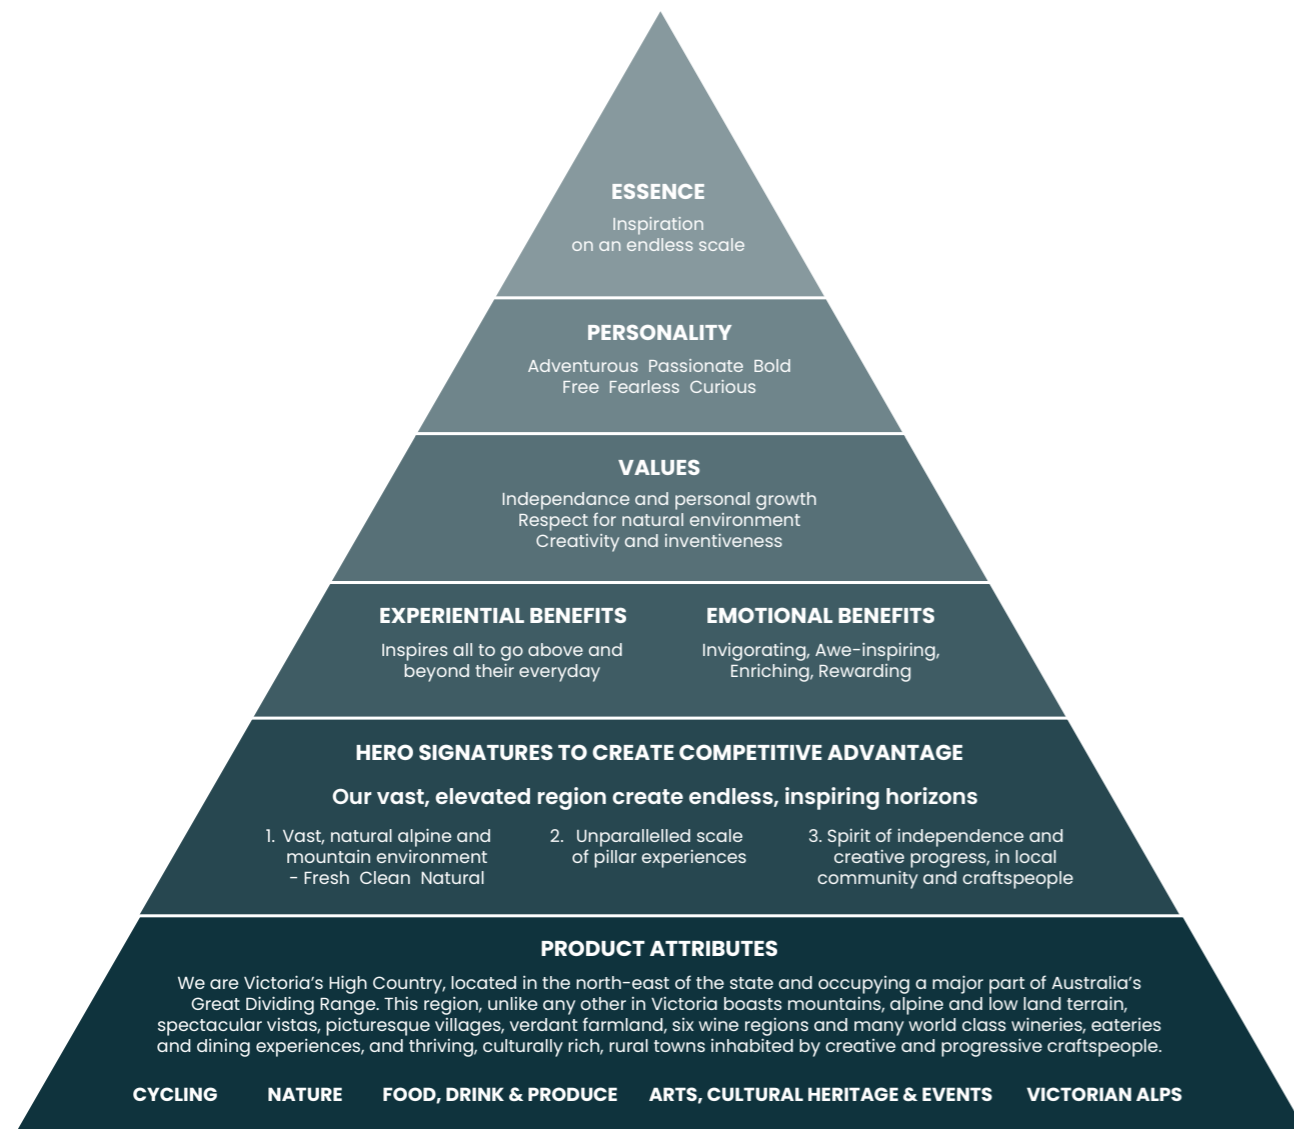 ESSENCE
Inspiration
on an endless scale
PERSONALITY
Adventurous Passionate Bold
Free Fearless Curious
VALUES
Independance and personal growth
Respect for natural environment
Creativity and inventiveness
EXPERIENTIAL BENEFITS
Inspires all to go above and
beyond their everyday
EMOTIONAL BENEFITS
Invigorating, Awe-inspiring,
Enriching, Rewarding
HERO SIGNATURES TO CREATE COMPETITIVE ADVANTAGE
Our vast, elevated region create endless, inspiring horizons
1. Vast, natural alpine and
mountain environment
- Fresh Clean Natural
2. Unparallelled scale
of pillar experiences
3. Spirit of independence and
creative progress, in local
community and craftspeople
PRODUCT ATTRIBUTES
We are Victoria’s High Country, located in the north-east of the state and occupying a major part of Australia’s
Great Dividing Range. This region, unlike any other in Victoria boasts mountains, alpine and low land terrain,
spectacular vistas, picturesque villages, verdant farmland, six wine regions and many world class wineries, eateries
and dining experiences, and thriving, culturally rich, rural towns inhabited by creative and progressive craftspeople.
CYCLING NATURE FOOD, DRINK & PRODUCE ARTS, CULTURAL HERITAGE & EVENTS VICTORIAN ALPS